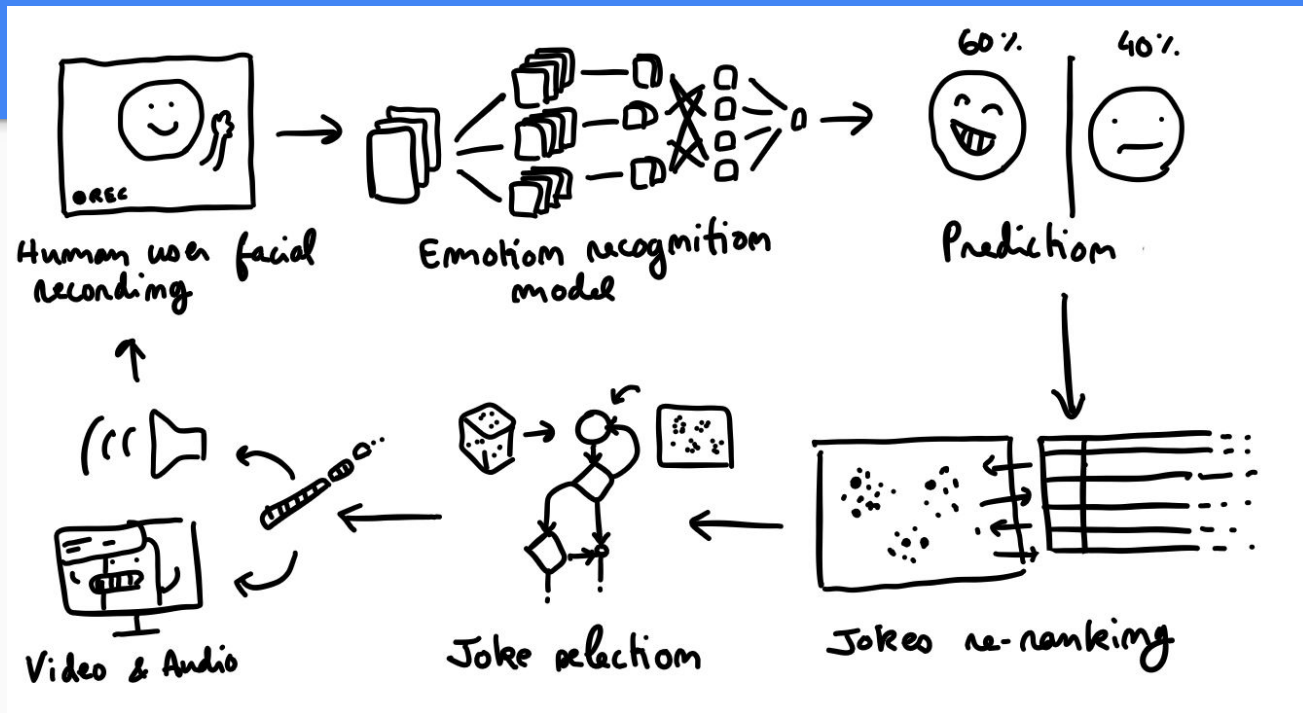 60% 40%
REC
Human user facial
recording
Emotion recognition
model
Prediction
Video & Audio
Joke selection
Jokes re-ranking